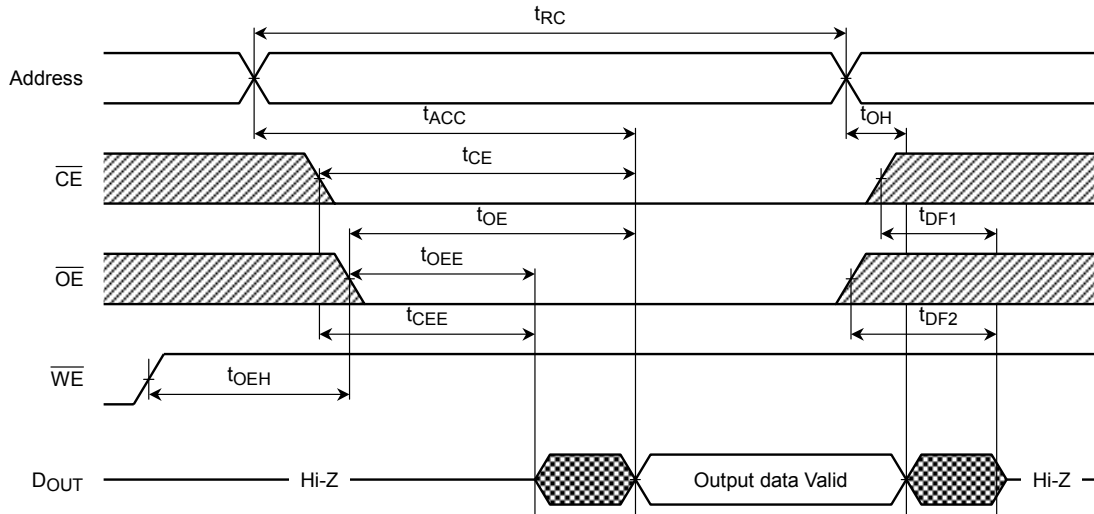 tRC
Address
tACC
tOH
CE
tCE
tOE
tDF1
OE
tOEE
tCEE
tDF2
WE
tOEH
DOUT
Hi-Z
Output data Valid
Hi-Z